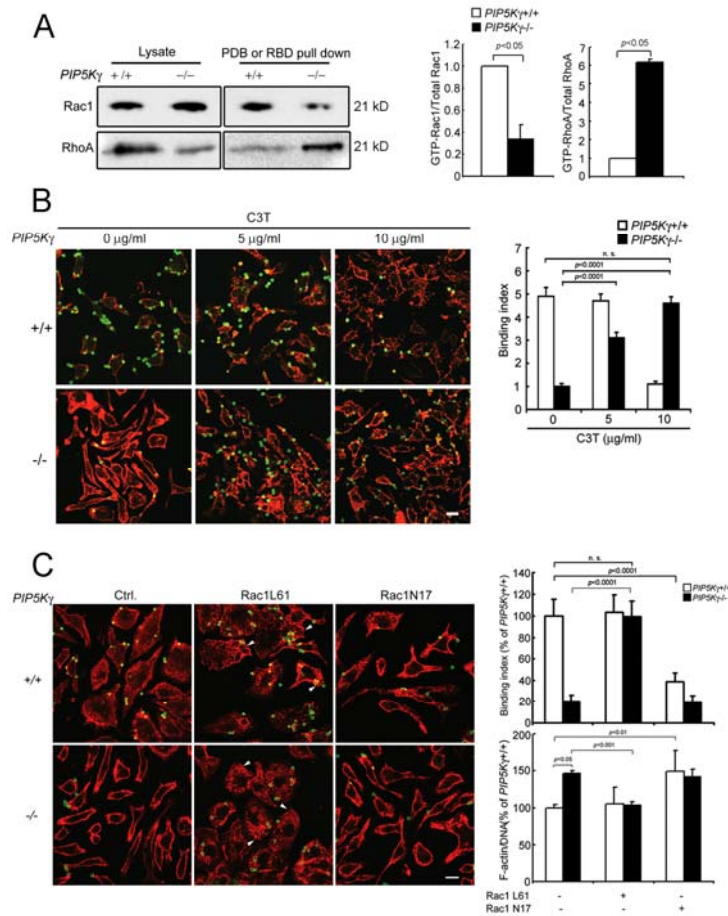 A
Lysate PDB or RBD pull down
PIP5Kγ +/+ −/− +/+ −/−
Rac1 21 kD
RhoA 21 kD
PIP5Kγ+/+
PIP5Kγ-/-
GTP-Rac1/Total Rac1
1.2
1.0
0.8
0.6
0.4
0.2
0
p<0.05
GTP-RhoA/Total RhoA
7
6
5
4
3
2
1
0
p<0.05
B
C3T
PIP5Kγ 0 µg/ml 5 µg/ml 10 µg/ml
+/+
-/-
PIP5Kγ+/+
PIP5Kγ-/-
n. s.
p<0.0001
p<0.0001
Binding index
7
6
5
4
3
2
1
0
0 5 10
C3T (µg/ml)
C
PIP5Kγ Ctrl. Rac1L61 Rac1N17
+/+
-/-
n. s.
p<0.0001
p<0.0001
PIP5Kγ+/+
PIP5Kγ-/-
Binding index (% of PIP5Kγ+/+)
140
120
100
80
60
40
20
0
F-actin/DNA(% of PIP5Kγ+/+)
200
150
100
50
0
p<0.01
p<0.001
p<0.05
Rac1 L61 - + -
Rac1 N17 - - +